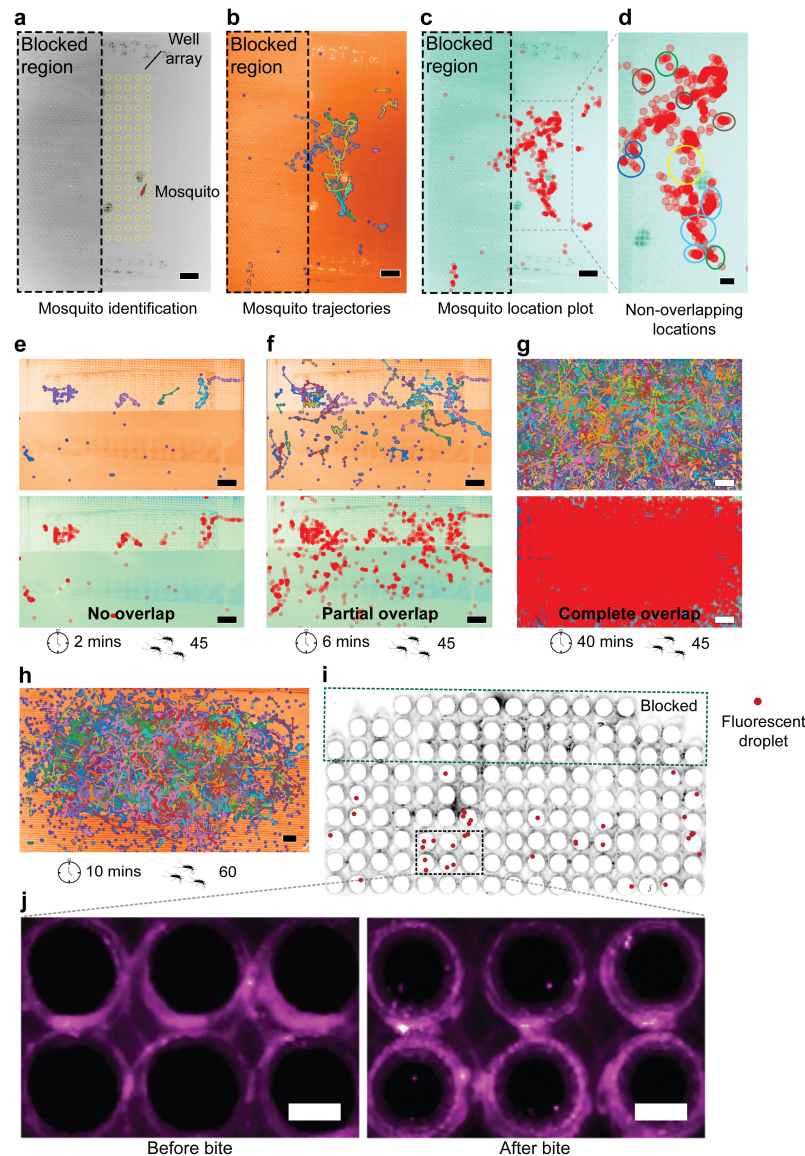 a
Blocked
region
Well
array
Mosquito
Mosquito identification
b
Blocked
region
Mosquito trajectories
c
Blocked
region
Mosquito location plot
d
Non-overlapping
locations
e
No overlap
2 mins
45
f
Partial overlap
6 mins
45
g
Complete overlap
40 mins
45
h
10 mins
60
i
Blocked
Fluorescent
droplet
j
Before bite
After bite